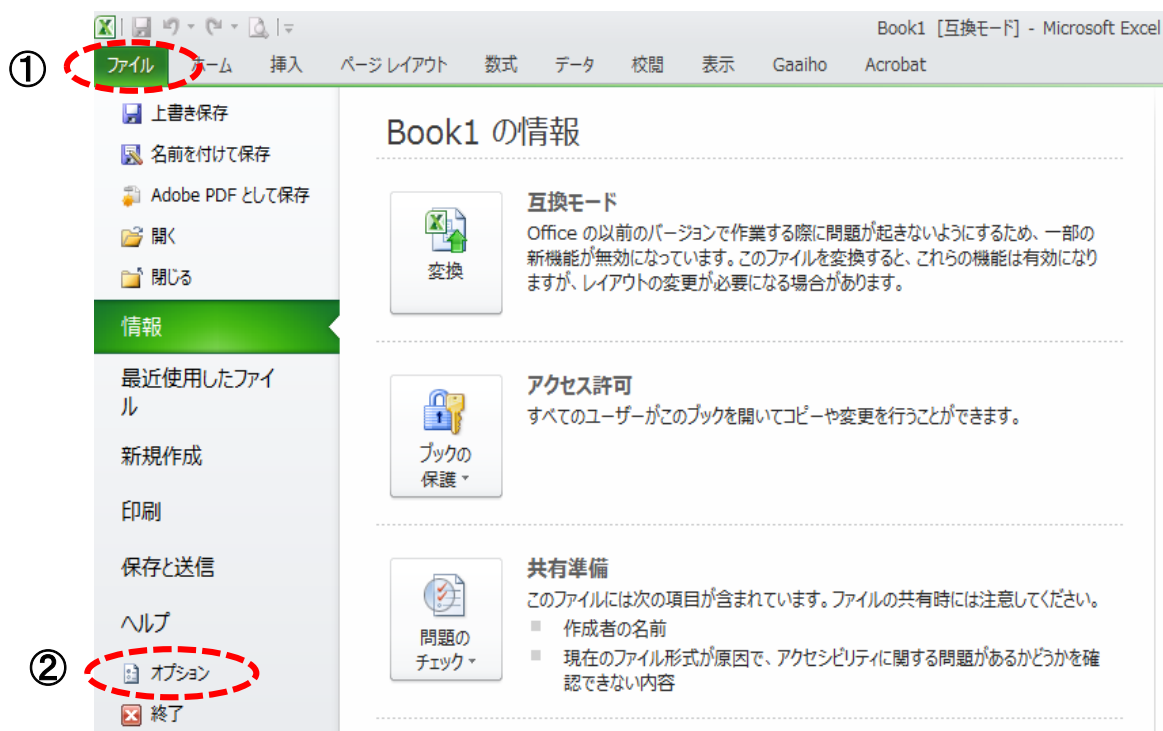 Book1 [互換モード] - Microsoft Excel
① ファイル ホーム 挿入 ページ レイアウト 数式 データ 校閲 表示 Gaaiho Acrobat
上書き保存
名前を付けて保存
Adobe PDF として保存
開く
閉じる
情報
最近使用したファイ
ル
新規作成
印刷
保存と送信
ヘルプ
② オプション
終了
Book1 の情報
変換
互換モード
Office の以前のバージョンで作業する際に問題が起きないようにするため、一部の
新機能が無効になっています。このファイルを変換すると、これらの機能は有効になり
ますが、レイアウトの変更が必要になる場合があります。
ブックの
保護
アクセス許可
すべてのユーザーがこのブックを開いてコピーや変更を行うことができます。
問題の
チェック
共有準備
このファイルには次の項目が含まれています。ファイルの共有時には注意してください。
作成者の名前
現在のファイル形式が原因で、アクセシビリティに関する問題があるかどうかを確
認できない内容